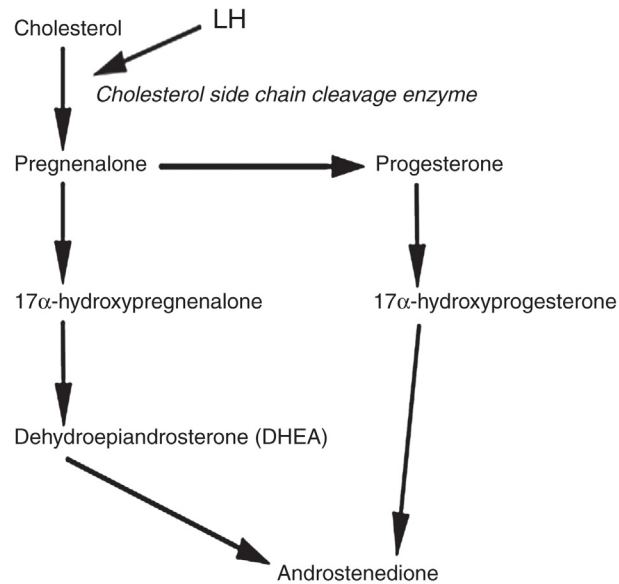 Cholesterol
LH
Cholesterol side chain cleavage enzyme
Pregnenalone
Progesterone
17α-hydroxypregnenalone
17α-hydroxyprogesterone
Dehydroepiandrosterone (DHEA)
Androstenedione